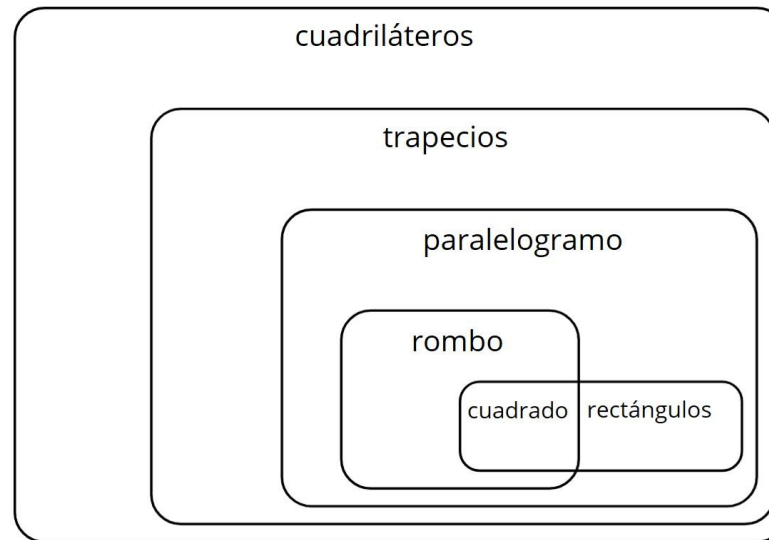 cuadriláteros
trapecios
paralelogramo
rombo
cuadrado rectángulos